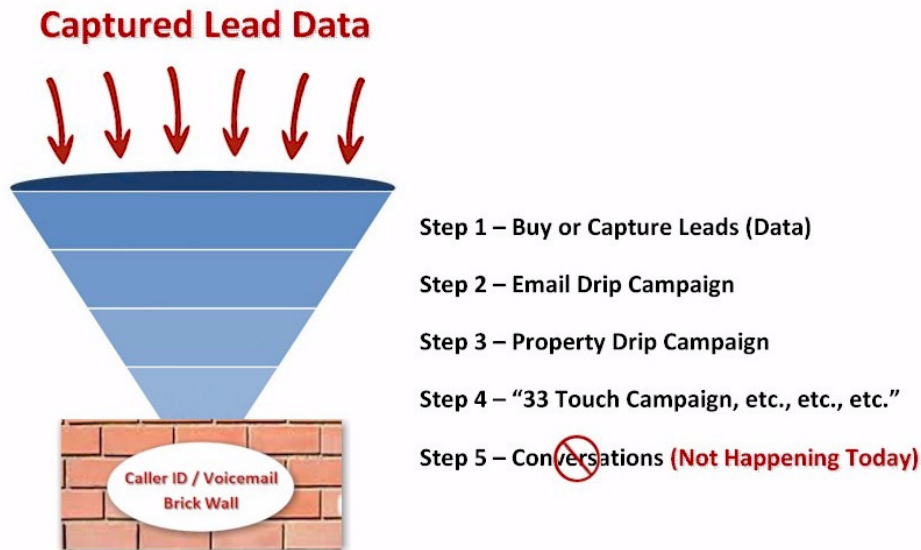 Captured Lead Data
Step 1 – Buy or Capture Leads (Data)
Step 2 – Email Drip Campaign
Step 3 – Property Drip Campaign
Step 4 – “33 Touch Campaign, etc., etc., etc.”
Step 5 – Conversations (Not Happening Today)
Caller ID / Voicemail
Brick Wall